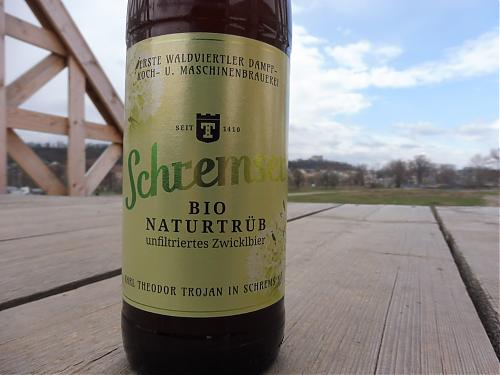 ERSTE WALDVIERTLER DAMPF-
KOCH- U. MASCHINENBRAUEREI
SEIT T 1410
Schremser
BIO
NATURTRÜB
unfiltriertes Zwicklbier
KARL THEODOR TROJAN IN SCHREMS